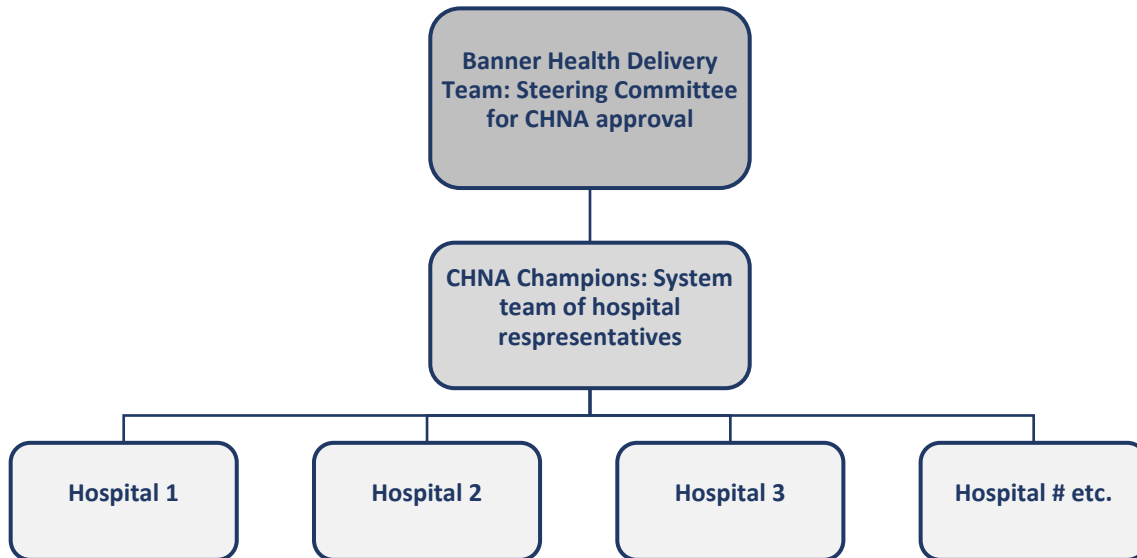 Banner Health Delivery
Team: Steering Committee
for CHNA approval
CHNA Champions: System
team of hospital
respresentatives
Hospital 1
Hospital 2
Hospital 3
Hospital # etc.